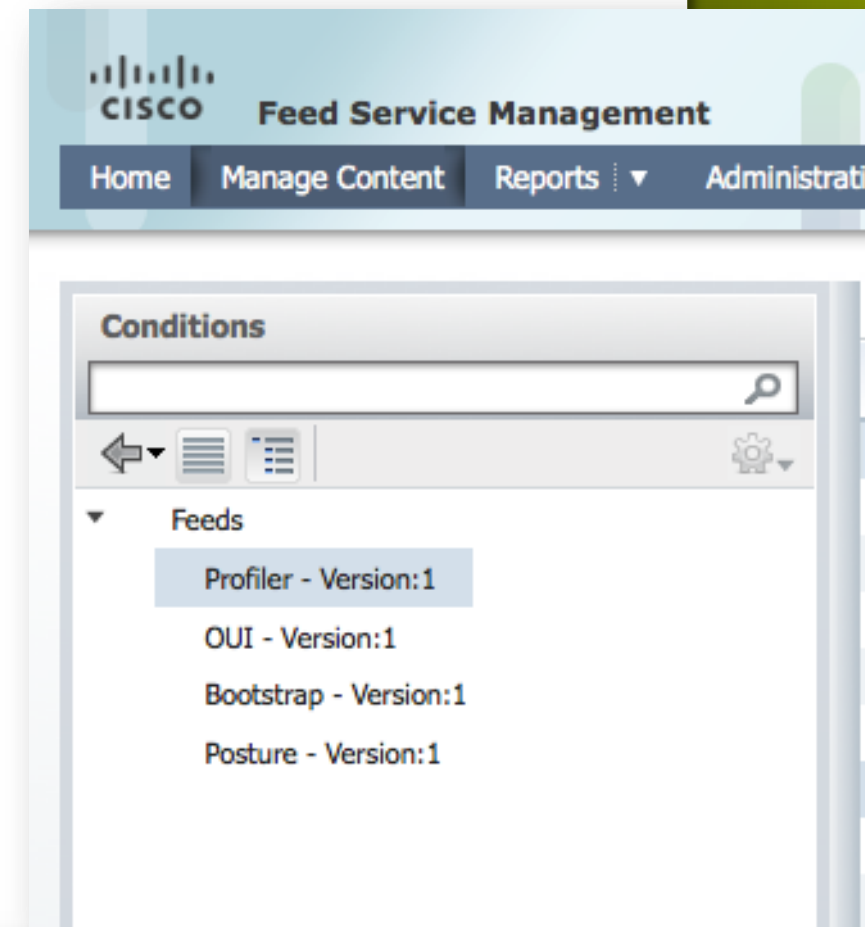 CISCO Feed Service Management
Home Manage Content Reports Administrati
Conditions
Feeds
Profiler - Version:1
OUI - Version:1
Bootstrap - Version:1
Posture - Version:1